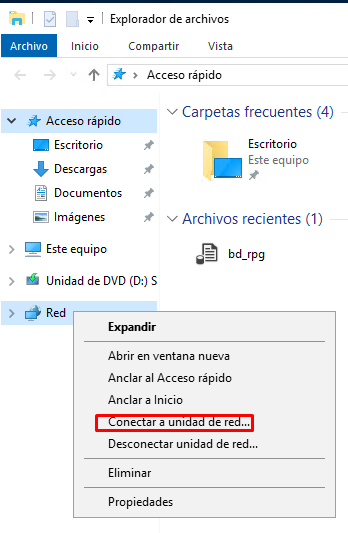 Explorador de archivos
Archivo Inicio Compartir Vista
Acceso rápido
Acceso rápido
Escritorio
Descargas
Documentos
Imágenes
Este equipo
Unidad de DVD (D:) S
Red
Carpetas frecuentes (4)
Escritorio
Este equipo
Archivos recientes (1)
bd_rpg
Expandir
Abrir en ventana nueva
Anclar al Acceso rápido
Anclar a Inicio
Conectar a unidad de red...
Desconectar unidad de red...
Eliminar
Propiedades